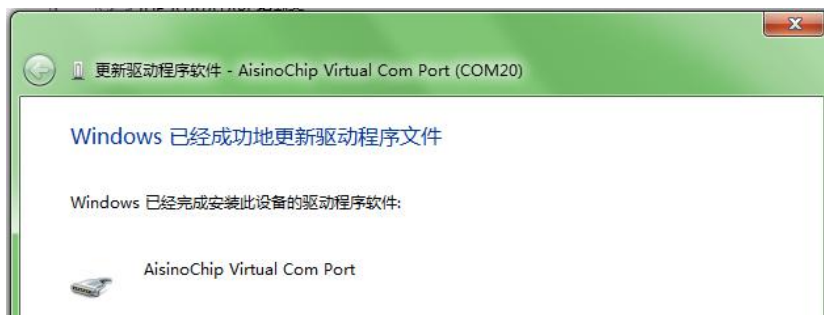 更新驱动程序软件 - AisinoChip Virtual Com Port (COM20)
Windows 已经成功地更新驱动程序文件
Windows 已经完成安装此设备的驱动程序软件:
AisinoChip Virtual Com Port